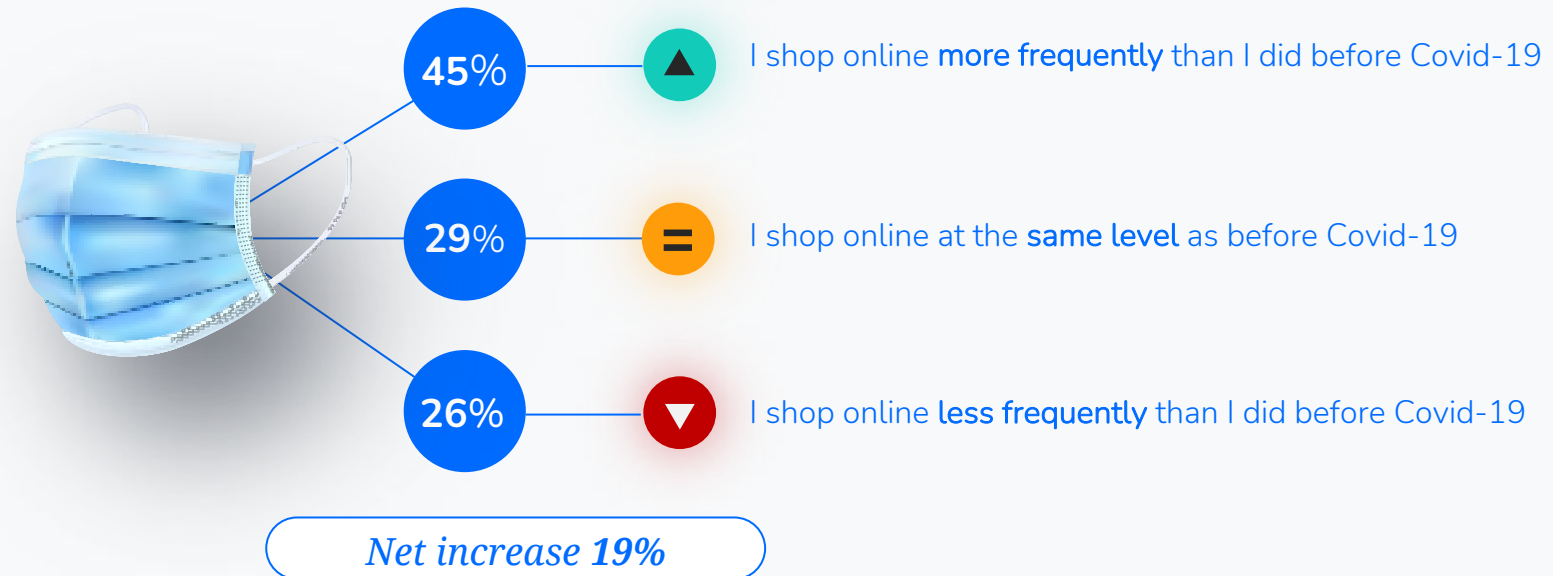 45%
I shop online more frequently than I did before Covid-19
29%
I shop online at the same level as before Covid-19
26%
I shop online less frequently than I did before Covid-19
Net increase 19%